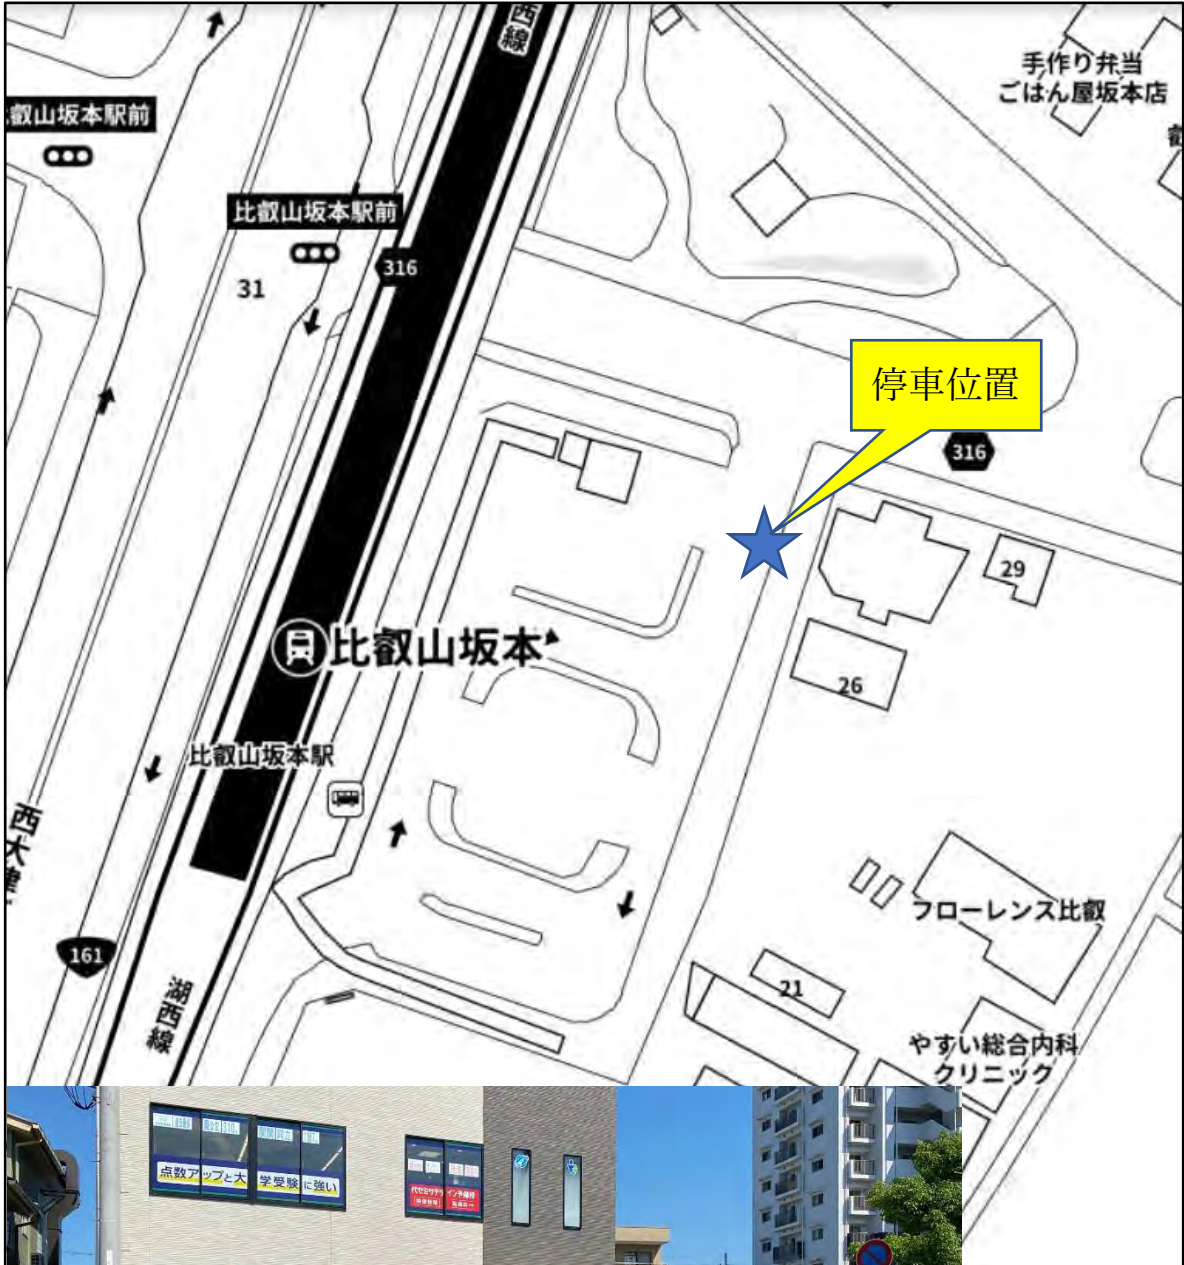 西線
手作り弁当
ごはん屋坂本店
叡山坂本駅前
比叡山坂本駅前
316
31
停車位置
316
29
比叡山坂本
26
比叡山坂本駅
西大津
161
フローレンス比叡
21
湖西線
やすい総合内科
クリニック
点数アップと大学受験に強い